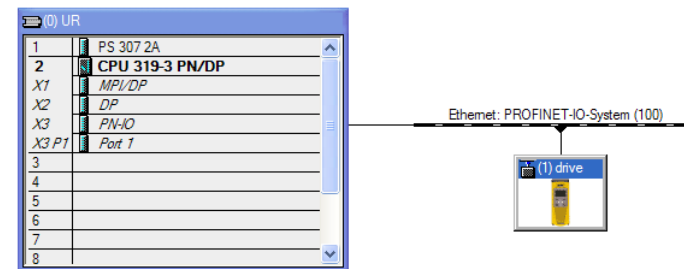 (0) UR
1 PS 307 2A
2 CPU 319-3 PN/DP
X1 MPI/DP
X2 DP
X3 PN-IO
X3 P1 Port 1
3
4
5
6
7
8
Ethernet: PROFINET-IO-System (100)
(1) drive